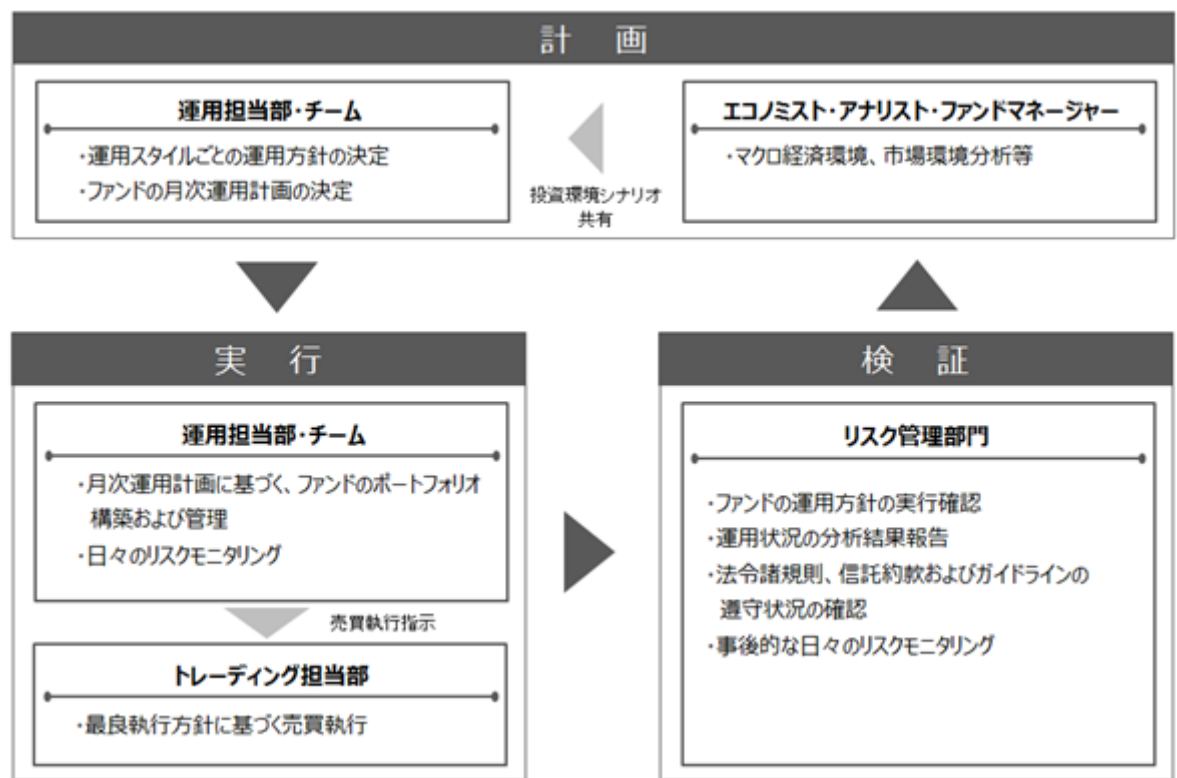 計　画
運用担当部・チーム
・運用スタイルごとの運用方針の決定
・ファンドの月次運用計画の決定
投資環境シナリオ
共有
エコノミスト・アナリスト・ファンドマネージャー
・マクロ経済環境、市場環境分析等
実　行
運用担当部・チーム
・月次運用計画に基づく、ファンドのポートフォリオ
構築および管理
・日々のリスクモニタリング
売買執行指示
トレーディング担当部
・最良執行方針に基づく売買執行
検　証
リスク管理部門
・ファンドの運用方針の実行確認
・運用状況の分析結果報告
・法令諸規則、信託約款およびガイドラインの
遵守状況の確認
・事後的な日々のリスクモニタリング